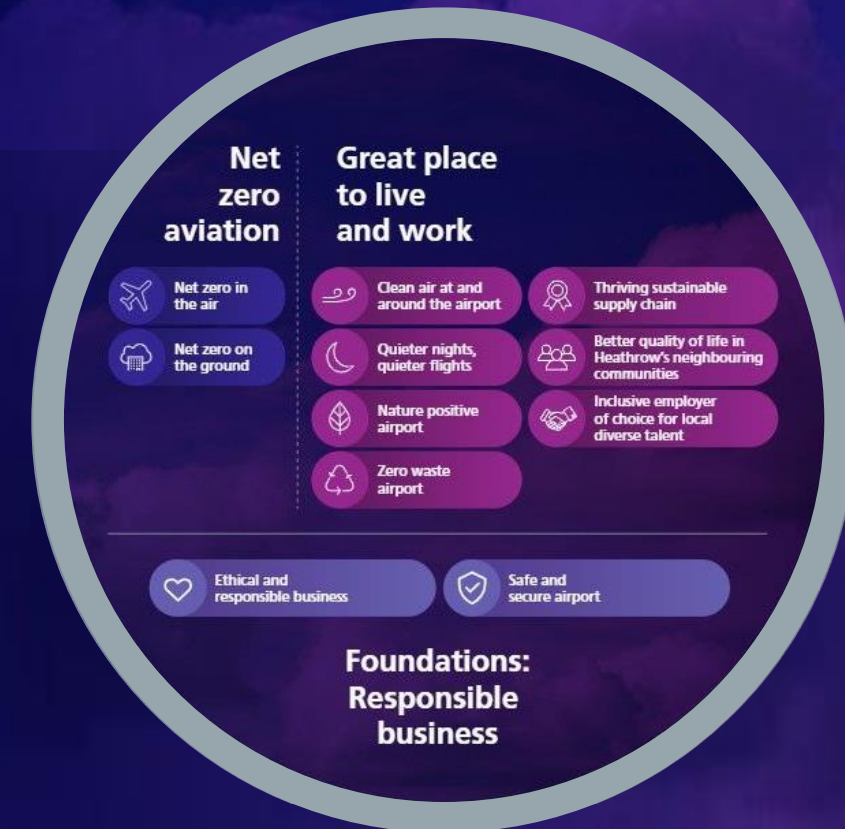 Net
zero
aviation
Great place
to live
and work
Net zero in
the air
Net zero on
the ground
Clean air at and
around the airport
Quieter nights,
quieter flights
Nature positive
airport
Zero waste
airport
Thriving sustainable
supply chain
Better quality of life in
Heathrow's neighbouring
communities
Inclusive employer
of choice for local
diverse talent
Ethical and
responsible business
Safe and
secure airport
Foundations:
Responsible
business